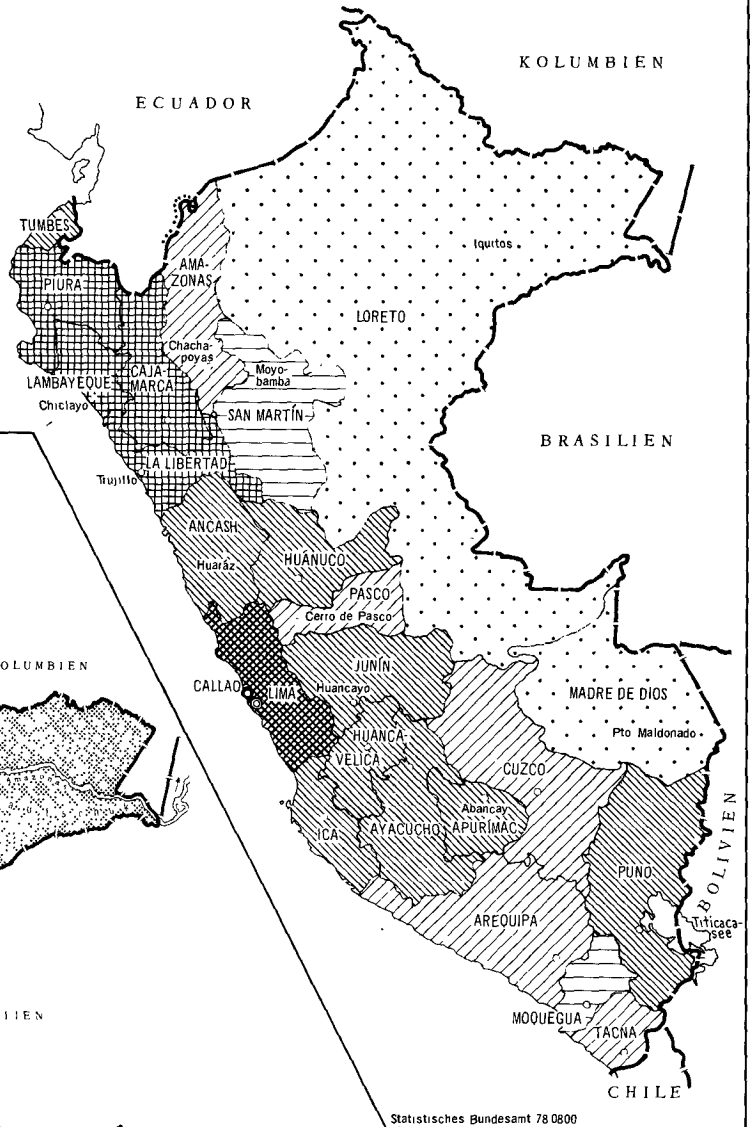 KOLUMBIEN
ECUADOR
TUMBES
PIURA
AMA-
ZONAS
Iquitos
LORETO
Chacha-
poyas
CAJA-
MARCA
LAMBAYEQUE
Moyo-
bamba
Chiclayo
SAN MARTÍN
BRASILIEN
LA LIBERTAD
Trujillo
ANCASH
Huaráz
HUÁNUCO
PASCO
Cerro de Pasco
OLUMBIEN
JUNÍN
Huancayo
CALLAO
LIMA
MADRE DE DIOS
Pto Maldonado
HUANCA-
VELICA
CUZCO
Abancay
APURÍMAC
ICA
AYACUCHO
BOLIVIEN
PUNO
AREQUIPA
Titicaca-
see
LIEN
MOQUEGUA
TACNA
CHILE
Statistisches Bundesamt 78 0800